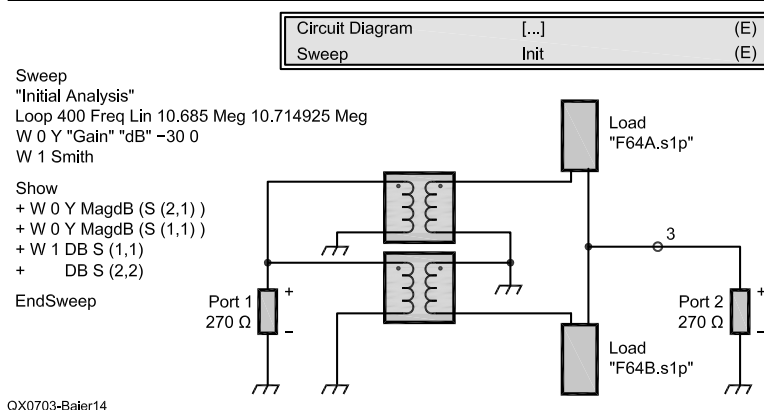 Circuit Diagram [...] (E)
Sweep Init (E)
Sweep
"Initial Analysis"
Loop 400 Freq Lin 10.685 Meg 10.714925 Meg
W 0 Y "Gain" "dB" −30 0
W 1 Smith
Show
+ W 0 Y MagdB (S (2,1) )
+ W 0 Y MagdB (S (1,1) )
+ W 1 DB S (1,1)
+ DB S (2,2)
EndSweep
Load
"F64A.s1p"
3
Port 1
270 Ω
+
−
Port 2
270 Ω
+
−
Load
"F64B.s1p"
QX0703-Baier14